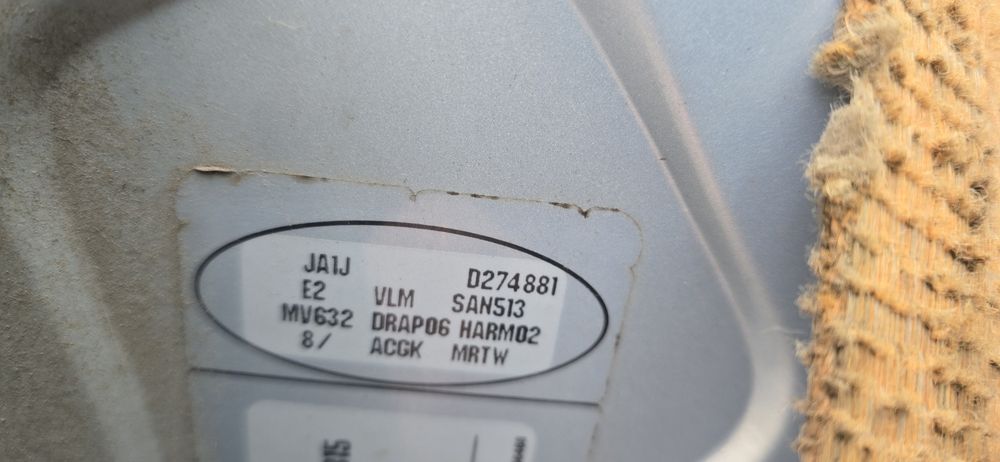 JA1J D274881
E2 VLM SAN513
MV632 DRAP06 HARM02
8/ ACGK MRTW